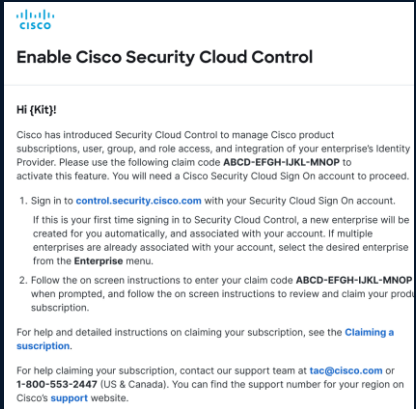 CISCO
Enable Cisco Security Cloud Control
Hi {Kit}!
Cisco has introduced Security Cloud Control to manage Cisco product
subscriptions, user, group, and role access, and integration of your enterprise's Identity
Provider. Please use the following claim code ABCD-EFGH-IJKL-MNOP to
activate this feature. You will need a Cisco Security Cloud Sign On account to proceed.
1. Sign in to control.security.cisco.com with your Security Cloud Sign On account.
If this is your first time signing in to Security Cloud Control, a new enterprise will be
created for you automatically, and associated with your account. If multiple
enterprises are already associated with your account, select the desired enterprise
from the Enterprise menu.
2. Follow the on screen instructions to enter your claim code ABCD-EFGH-IJKL-MNOP
when prompted, and follow the on screen instructions to review and claim your produ
subscription.
For help and detailed instructions on claiming your subscription, see the Claiming a
suscription.
For help claiming your subscription, contact our support team at tac@cisco.com or
1-800-553-2447 (US & Canada). You can find the support number for your region on
Cisco's support website.